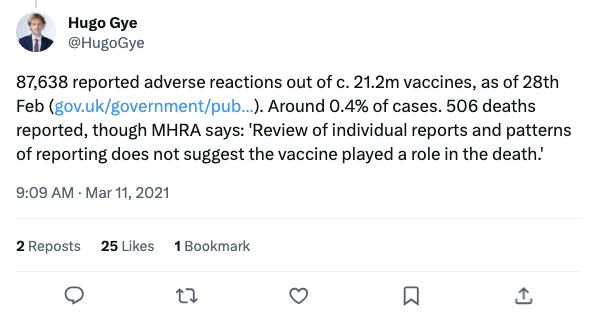 Hugo Gye
@HugoGye
87,638 reported adverse reactions out of c. 21.2m vaccines, as of 28th
Feb (gov.uk/government/pub...). Around 0.4% of cases. 506 deaths
reported, though MHRA says: 'Review of individual reports and patterns
of reporting does not suggest the vaccine played a role in the death.'
9:09 AM · Mar 11, 2021
2 Reposts 25 Likes 1 Bookmark